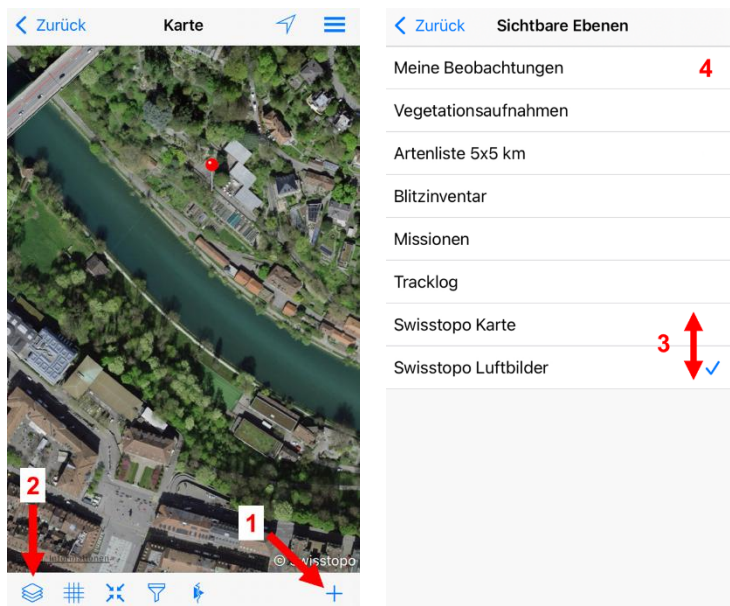 Zurück Karte
2
1
Informationen
© Swisstopo
Zurück Sichtbare Ebenen
Meine Beobachtungen 4
Vegetationsaufnahmen
Artenliste 5x5 km
Blitzinventar
Missionen
Tracklog
Swisstopo Karte
3
Swisstopo Luftbilder